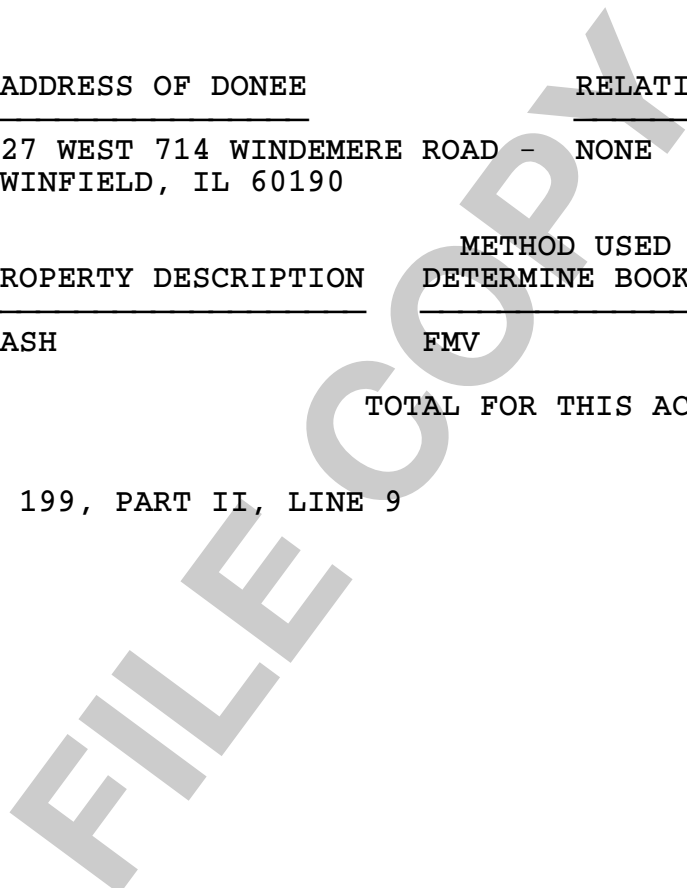 ADDRESS OF DONEE RELATI
27 WEST 714 WINDEMERE ROAD - NONE
WINFIELD, IL 60190
METHOD USED
ROPERTY DESCRIPTION DETERMINE BOOK
ASH FMV
TOTAL FOR THIS AC
199, PART II, LINE 9
FILE COPY